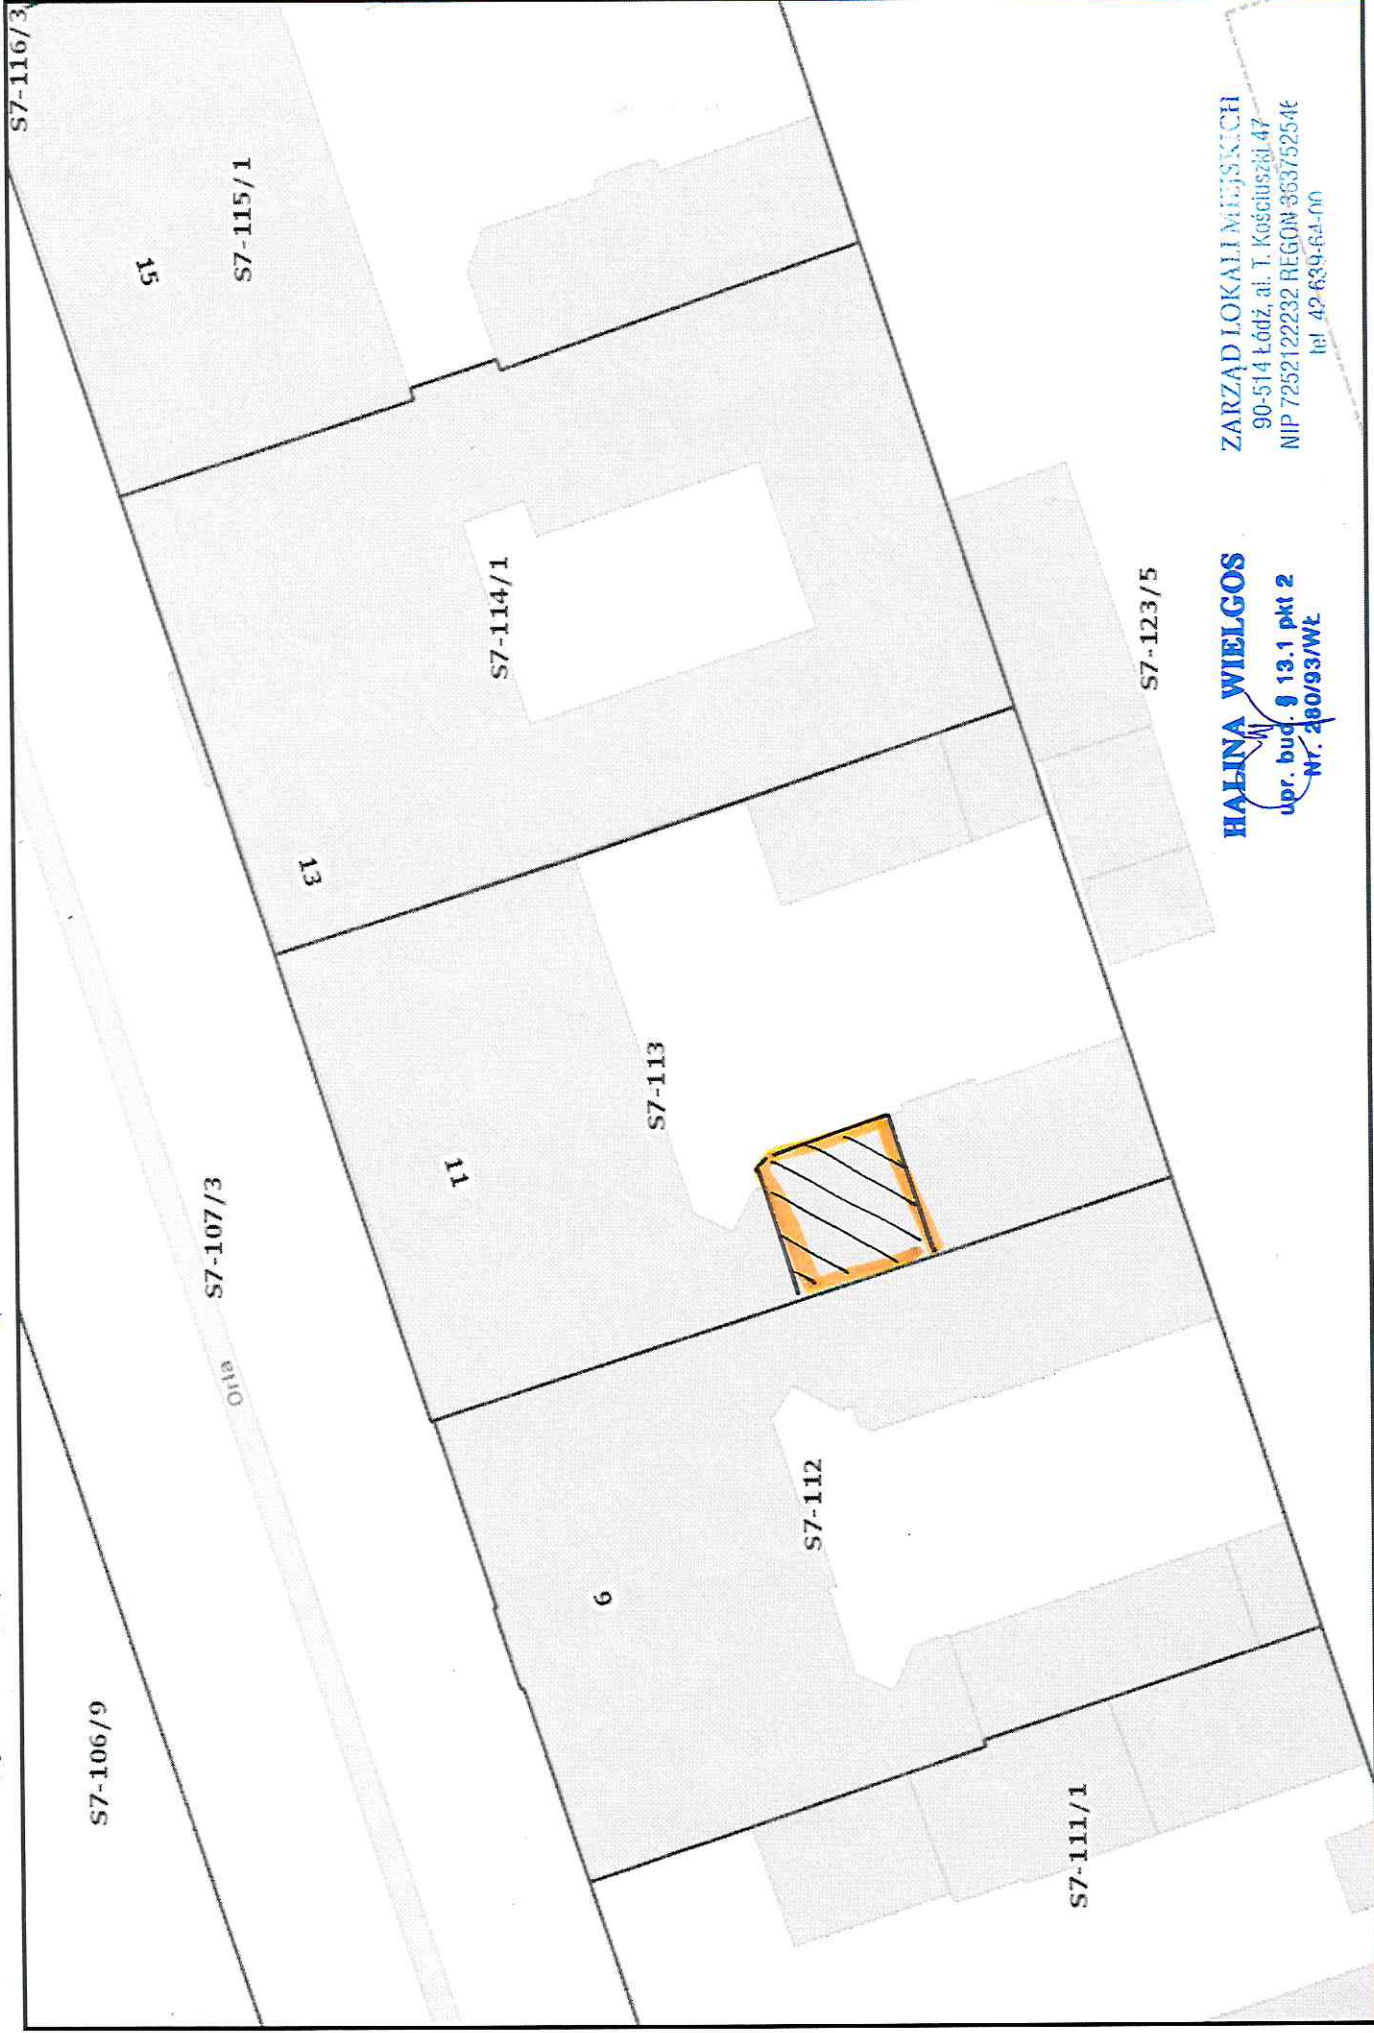 S7-116/3
15
S7-115/1
S7-114/1
13
S7-113
11
S7-107/3
Orla
S7-112
6
S7-106/9
S7-111/1
S7-123/5
ZARZĄD LOKALI MIEJSKICH
90-514 Łódź, al. T. Kościuszki 47
NIP 7252122232 REGON 363752546
tel. 42-639-64-00
HALINA WIELGOS
upr. bud. § 13.1 pkt 2
Nr. 280/93/WŁ